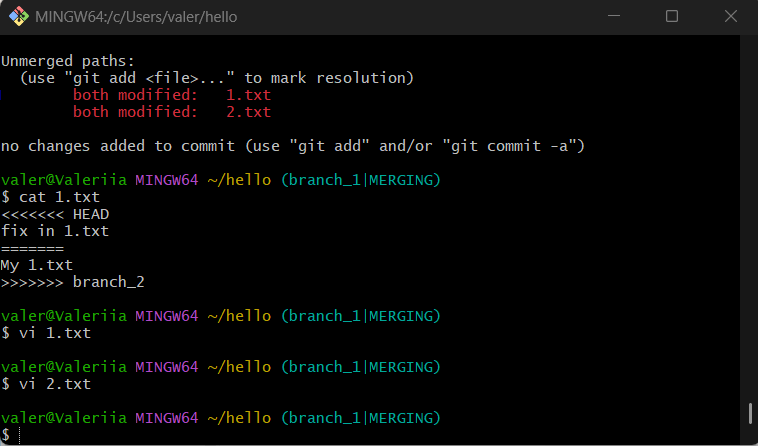 MINGW64:/c/Users/valer/hello
Unmerged paths:
  (use "git add <file>..." to mark resolution)
        both modified:   1.txt
        both modified:   2.txt
no changes added to commit (use "git add" and/or "git commit -a")
valer@Valeriia MINGW64 ~/hello (branch_1|MERGING)
$ cat 1.txt
<<<<<<< HEAD
fix in 1.txt
=======
My 1.txt
>>>>>>> branch_2
valer@Valeriia MINGW64 ~/hello (branch_1|MERGING)
$ vi 1.txt
valer@Valeriia MINGW64 ~/hello (branch_1|MERGING)
$ vi 2.txt
valer@Valeriia MINGW64 ~/hello (branch_1|MERGING)
$